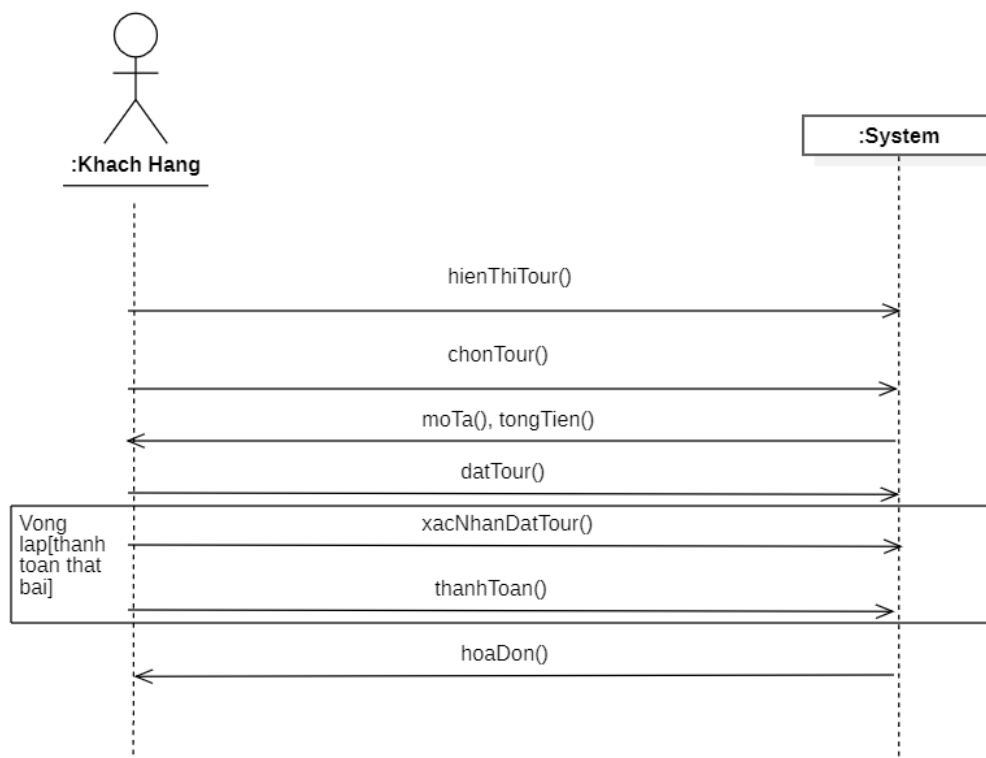 :Khach Hang
:System
hienThiTour()
chonTour()
moTa(), tongTien()
datTour()
Vong
lap[thanh
toan that
bai]
xacNhanDatTour()
thanhToan()
hoaDon()